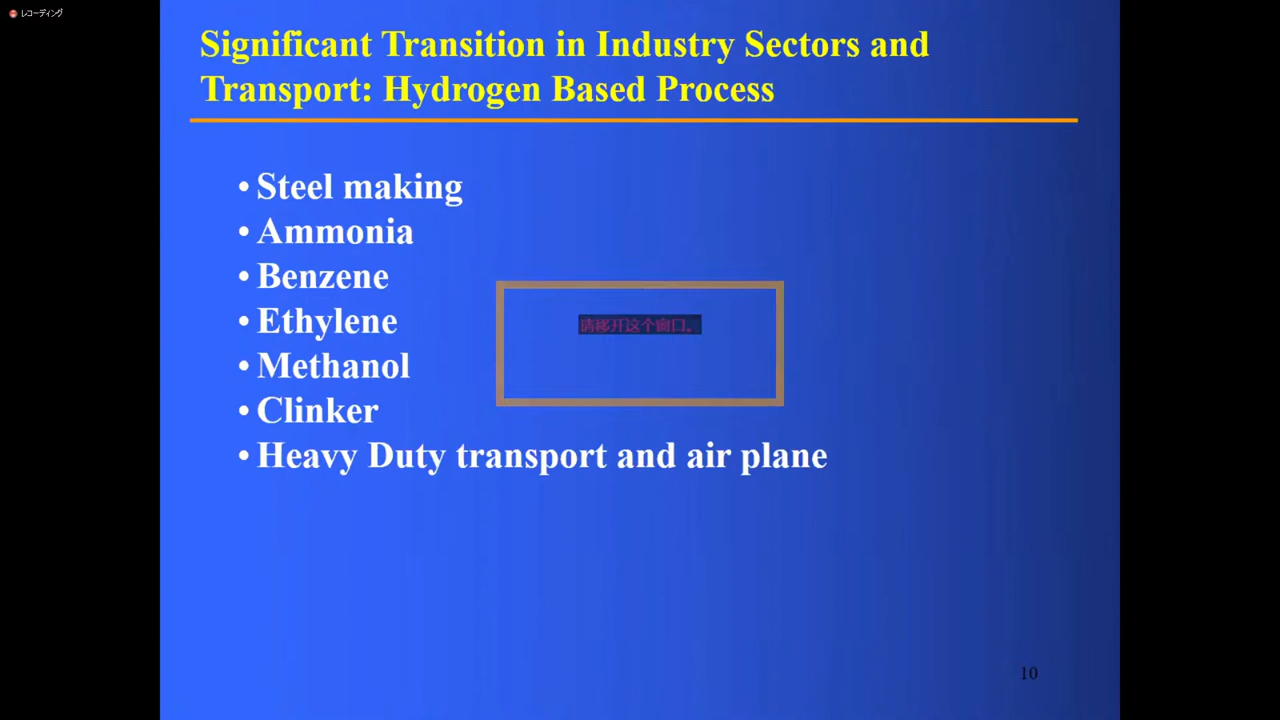 レコーディング
Significant Transition in Industry Sectors and
Transport: Hydrogen Based Process
• Steel making
• Ammonia
• Benzene
• Ethylene
• Methanol
• Clinker
• Heavy Duty transport and air plane
请移开这个窗口。
10